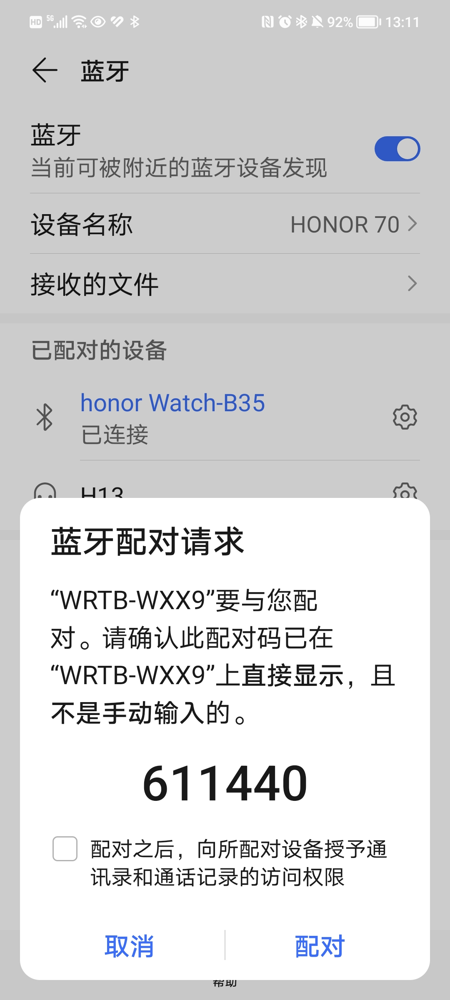 HD 5G 92% 13:11
蓝牙
蓝牙
当前可被附近的蓝牙设备发现
设备名称 HONOR 70
接收的文件
已配对的设备
honor Watch-B35
已连接
H13
蓝牙配对请求
“WRTB-WXX9”要与您配
对。请确认此配对码已在
“WRTB-WXX9”上直接显示，且
不是手动输入的。
611440
配对之后，向所配对设备授予通
讯录和通话记录的访问权限
取消 配对
帮助